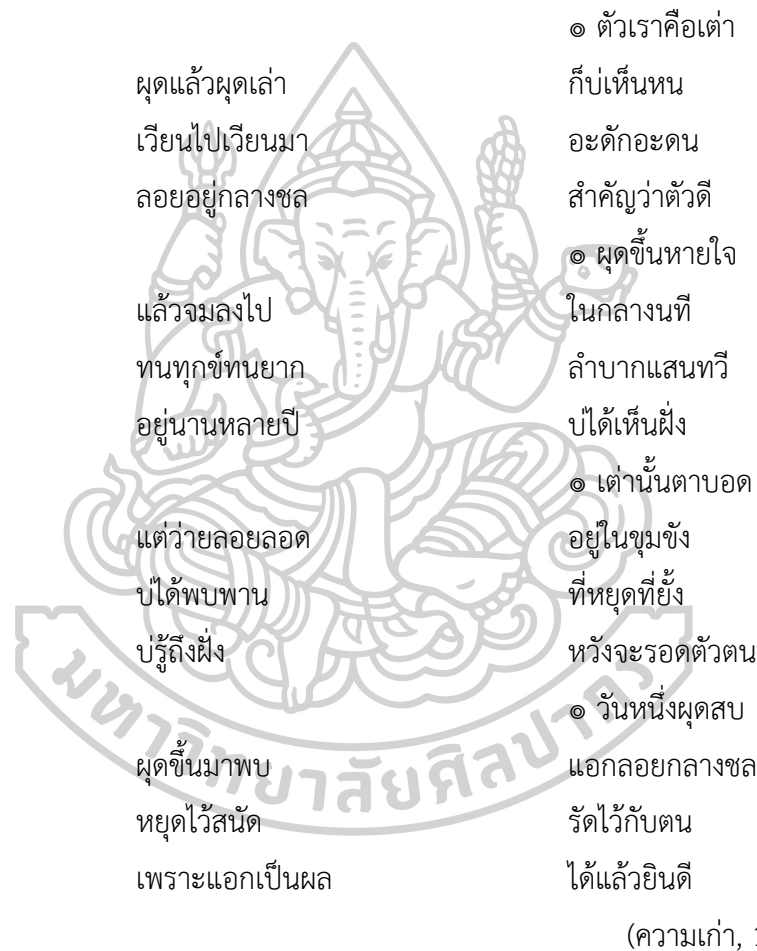 ๏ ตัวเราคือเต่า
ผุดแล้วผุดเล่า ก็บ่เห็นหน
เวียนไปเวียนมา อะดักอะดน
ลอยอยู่กลางชล สำคัญว่าตัวดี
๏ ผุดขึ้นหายใจ
แล้วจมลงไป ในกลางนที
ทนทุกข์ทนยาก ลำบากแสนทวี
อยู่นานหลายปี บ่ได้เห็นฝั่ง
๏ เต่านั้นตาบอด
แต่ว่ายลอยลอด อยู่ในขุมขัง
บ่ได้พบพาน ที่หยุดที่ยั้ง
บ่รู้ถึงฝั่ง หวังจะรอดตัวตน
๏ วันหนึ่งผุดสบ
ผุดขึ้นมาพบ แอกลอยกลางชล
หยุดไว้สนัด รัดไว้กับตน
เพราะแอกเป็นผล ได้แล้วยินดี
(ความเก่า,
มหาวิทยาลัยศิลปากร